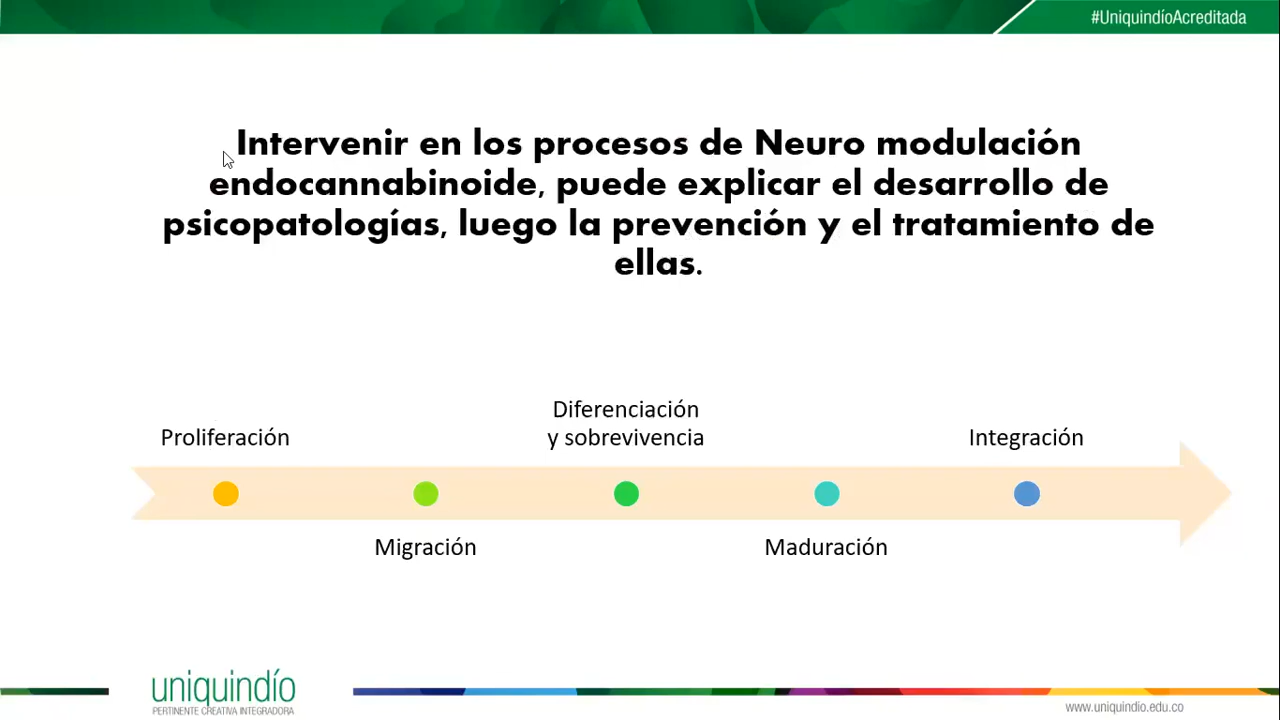 #UniquindíoAcreditada
Intervenir en los procesos de Neuro modulación
endocannabinoide, puede explicar el desarrollo de
psicopatologías, luego la prevención y el tratamiento de
ellas.
Proliferación
Migración
Diferenciación
y sobrevivencia
Maduración
Integración
uniquindío
PERTINENTE CREATIVA INTEGRADORA
www.uniquindio.edu.co